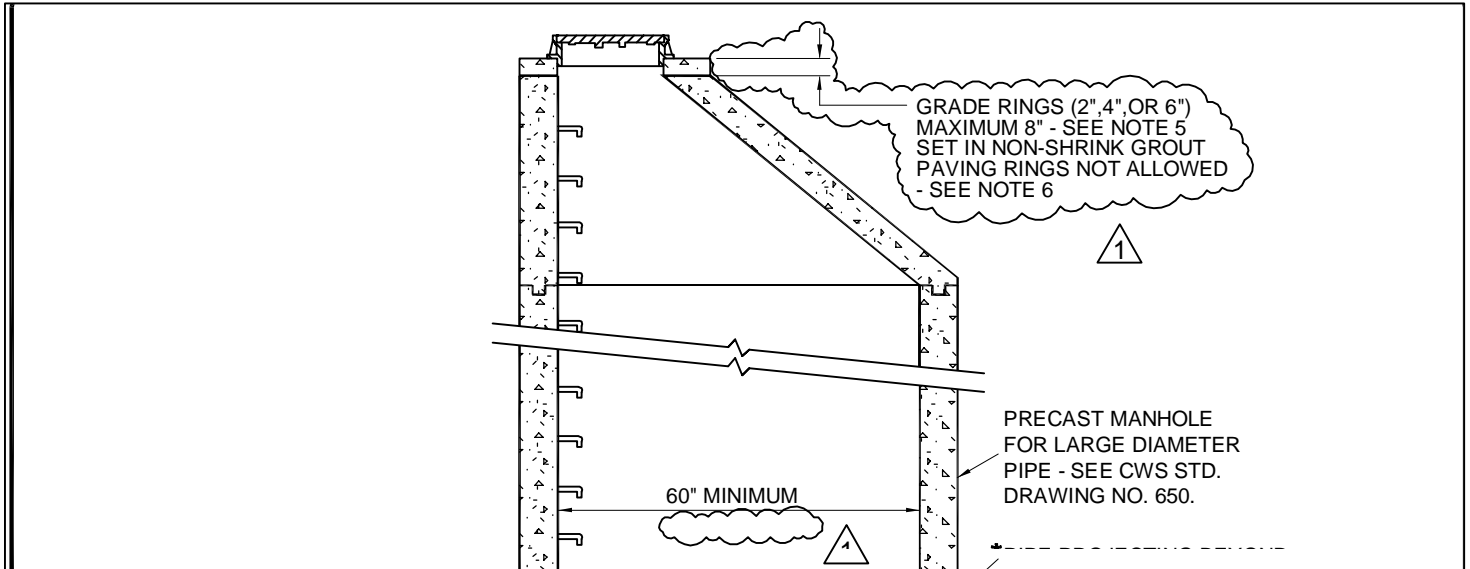 GRADE RINGS (2",4",OR 6")
MAXIMUM 8" - SEE NOTE 5
SET IN NON-SHRINK GROUT
PAVING RINGS NOT ALLOWED
- SEE NOTE 6
1
PRECAST MANHOLE
FOR LARGE DIAMETER
PIPE - SEE CWS STD.
DRAWING NO. 650.
60" MINIMUM
1